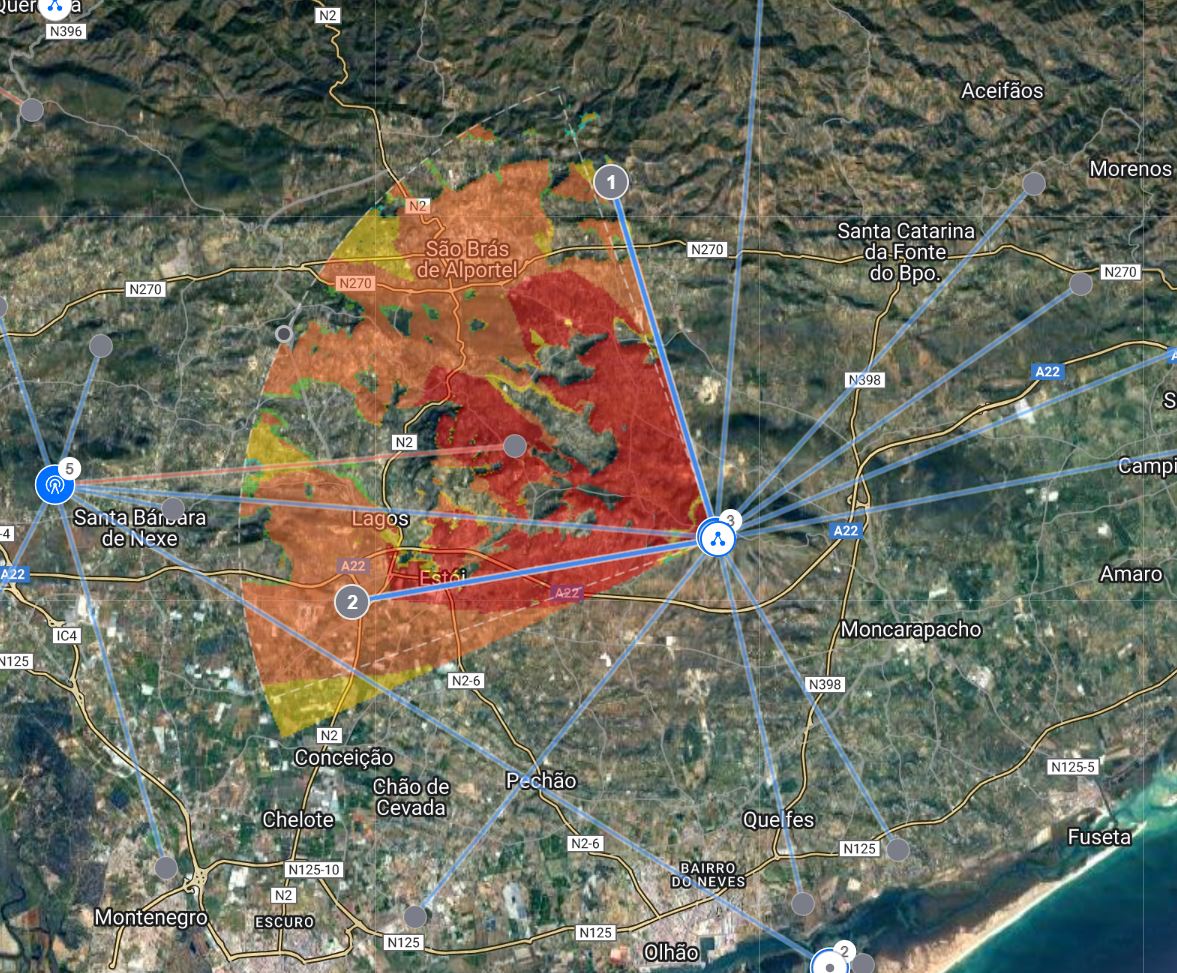 Quer
a
N396
N2
Aceifãos
Morenos
1
N2
Santa Catarina
da Fonte
do Bpo.
N270
São Brás
de Alportel
N270
N270
N270
A22
N398
S
N2
Campi
5
Santa Bárbara
de Nexe
Lagos
3
A22
-4
A22
A22
Estói
A22
Amaro
2
IC4
Moncarapacho
N125
N2-6
N398
N2
Conceição
N125-5
Chão de
Cevada
Pechão
Chelote
Quelfes
Fuseta
N2-6
N125
N125-10
BAIRRO
DO NEVES
N2
Montenegro
ESCURO
N125
N125
Olhão
2